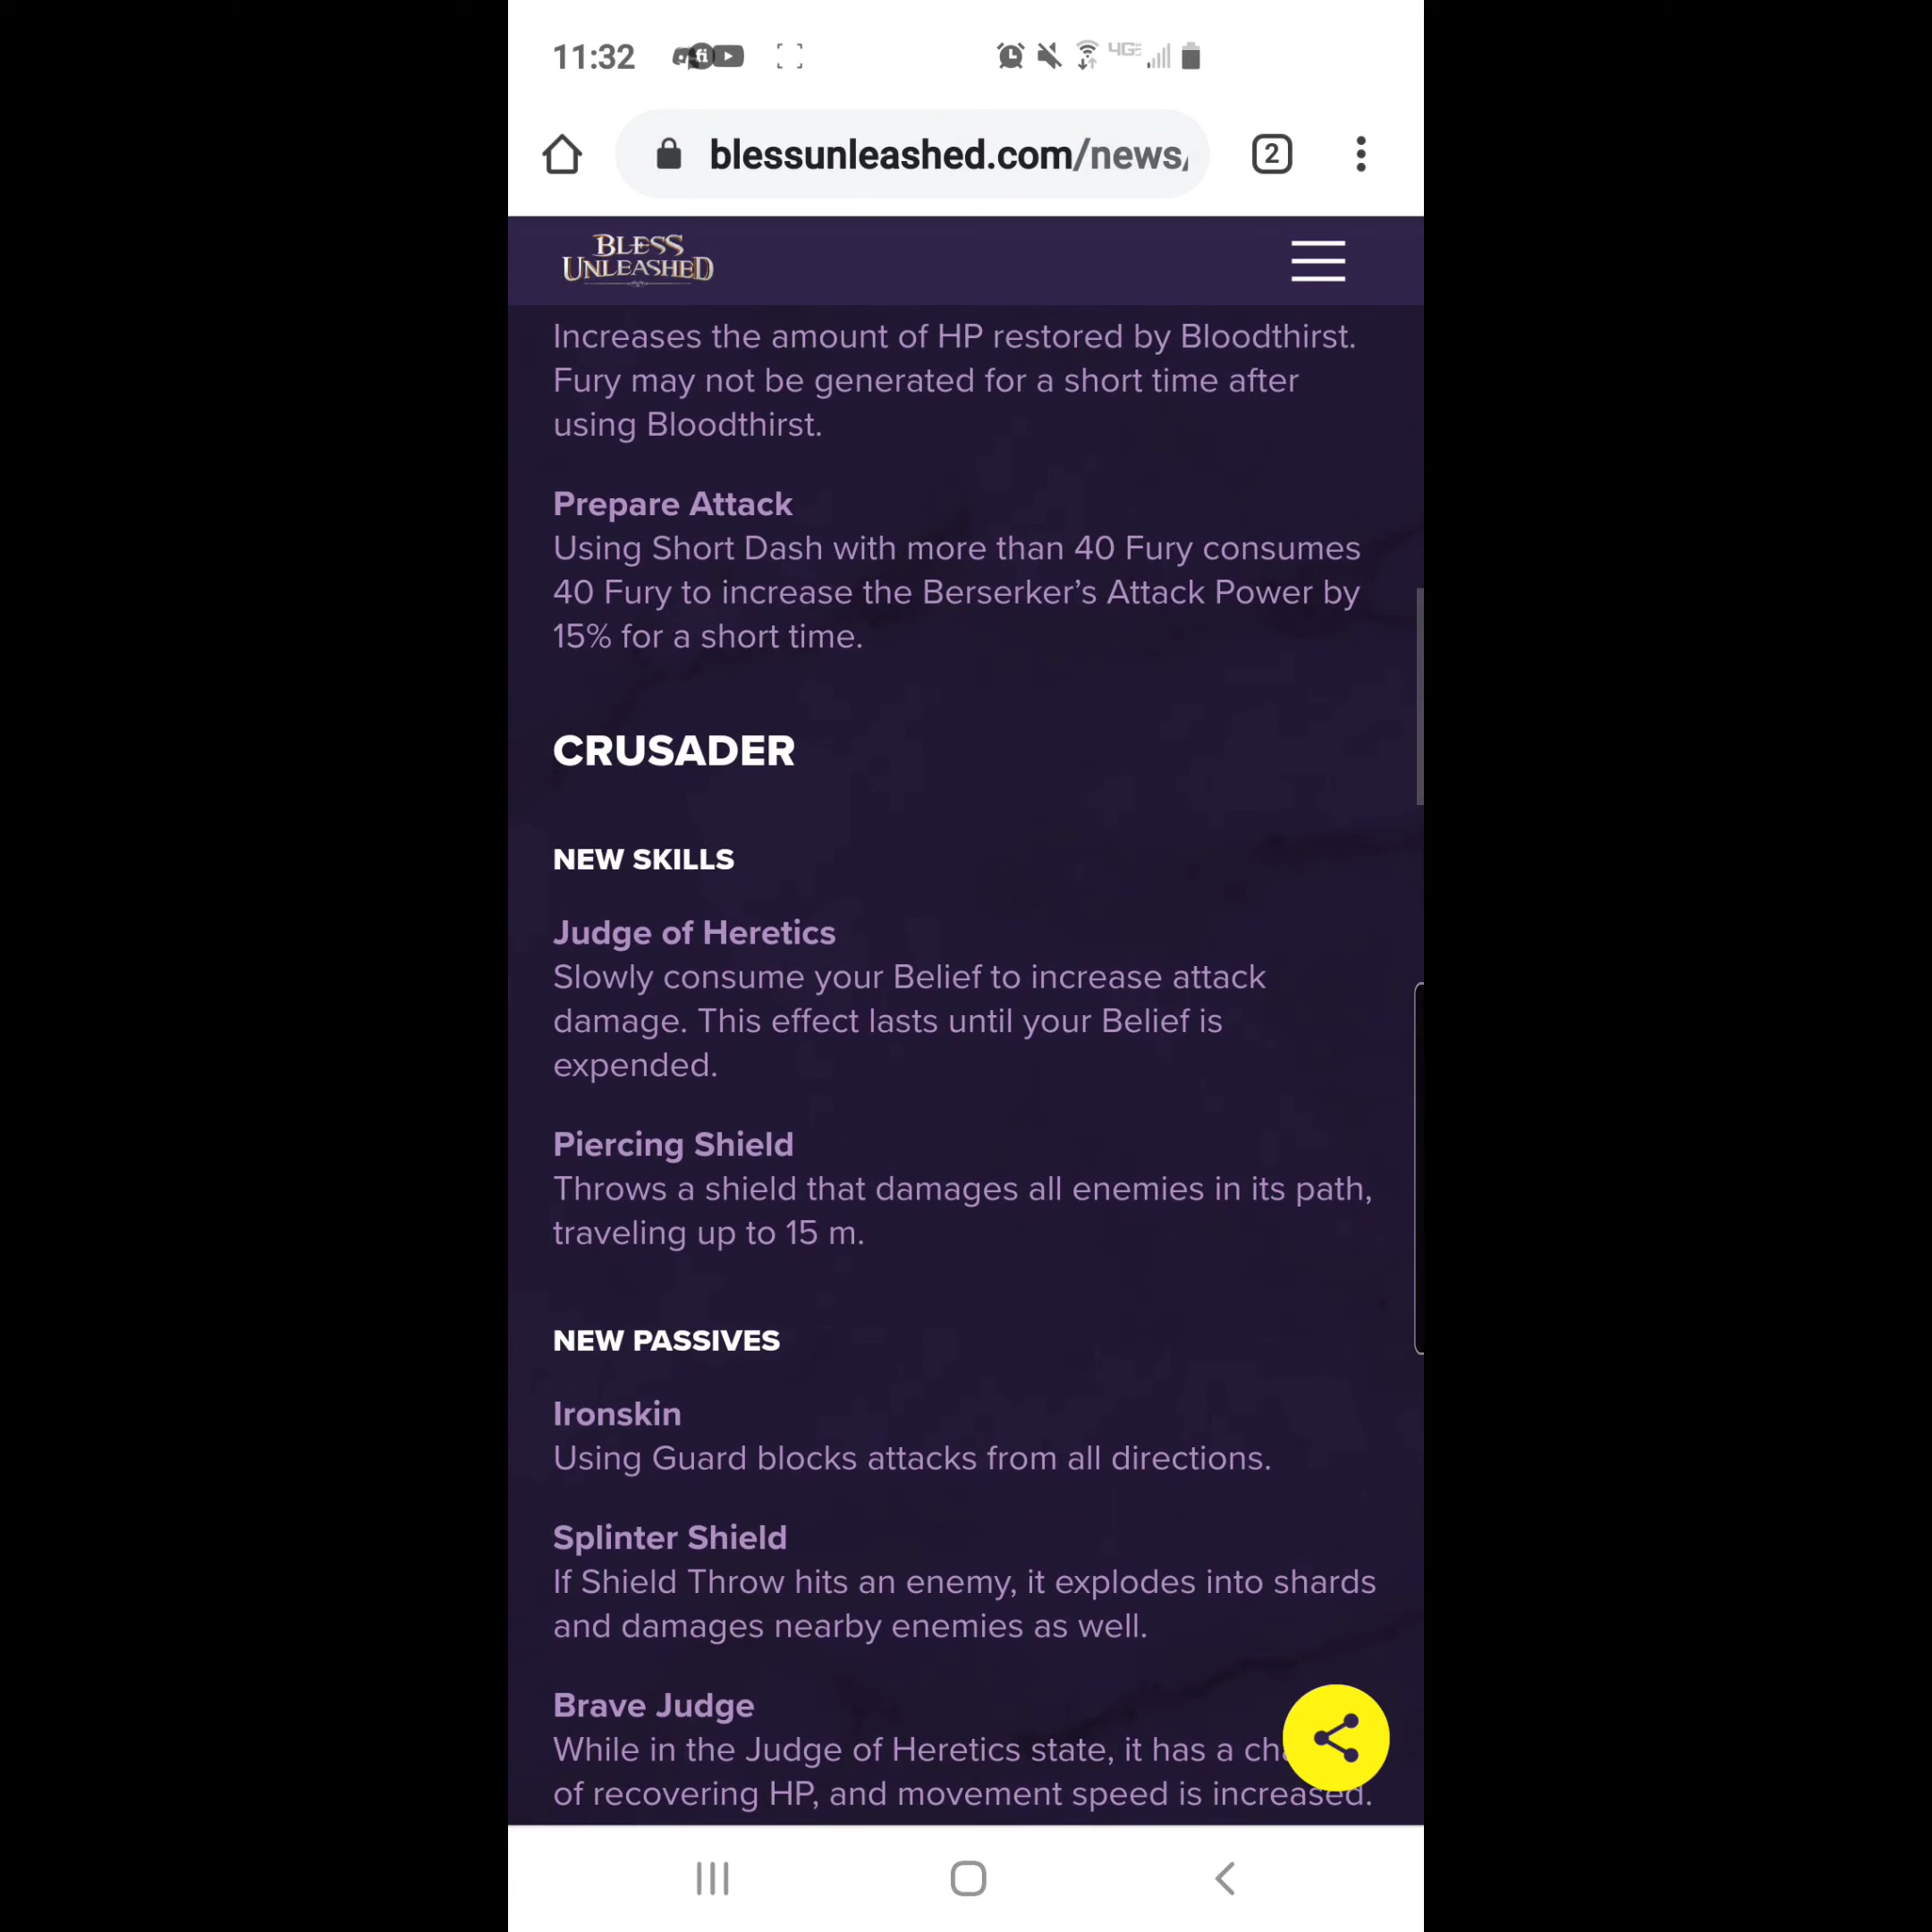 11:32
4GE
blessunleashed.com/news/
2
BLESS
UNLEASHED
Increases the amount of HP restored by Bloodthirst.
Fury may not be generated for a short time after
using Bloodthirst.
Prepare Attack
Using Short Dash with more than 40 Fury consumes
40 Fury to increase the Berserker’s Attack Power by
15% for a short time.
CRUSADER
NEW SKILLS
Judge of Heretics
Slowly consume your Belief to increase attack
damage. This effect lasts until your Belief is
expended.
Piercing Shield
Throws a shield that damages all enemies in its path,
traveling up to 15 m.
NEW PASSIVES
Ironskin
Using Guard blocks attacks from all directions.
Splinter Shield
If Shield Throw hits an enemy, it explodes into shards
and damages nearby enemies as well.
Brave Judge
While in the Judge of Heretics state, it has a
of recovering HP, and movement speed is increased.